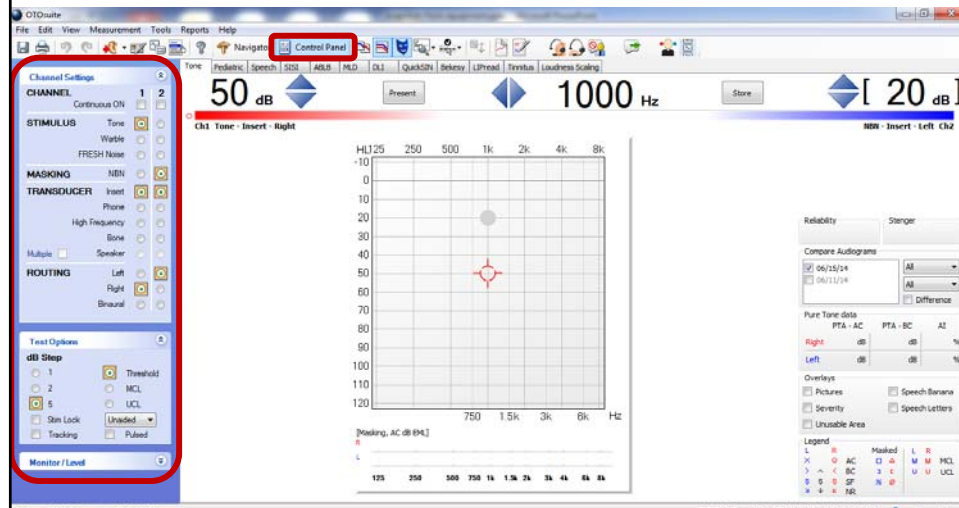 OTOsuite
File Edit View Measurement Tools Reports Help
Navigator Control Panel
Tone Pediatric Speech SISI ABLB MLD DLI QuickSIN Bekesy LIPread Tinnitus Loudness Scaling
Channel Settings
CHANNEL 1 2
Continuous ON
STIMULUS Tone
Warble
FRESH Noise
MASKING NBN
TRANSDUCER Insert
Phone
High Frequency
Bone
Multiple Speaker
ROUTING Left
Right
Binaural
Test Options
dB Step
1 Threshold
2 MCL
5 UCL
Stim Lock Unaided
Tracking Pulsed
Monitor / Level
50 dB Present 1000 Hz Store [ 20 dB ]
Ch1 Tone - Insert - Right NBN - Insert - Left Ch2
HL 125 250 500 1k 2k 4k 8k
-10
0
10
20
30
40
50
60
70
80
90
100
110
120
750 1.5k 3k 6k Hz
[Masking, AC dB EML]
R
L
125 250 500 750 1k 1.5k 2k 3k 4k 6k 8k
Reliability Stenger
Compare Audiograms
06/15/14 All
06/11/14 All
Difference
Pure Tone data
PTA - AC PTA - BC AI
Right dB dB %
Left dB dB %
Overlays
Pictures Speech Banana
Severity Speech Letters
Unusable Area
Legend
L R Masked L R
AC M M MCL
BC U U UCL
S S S SF
NR